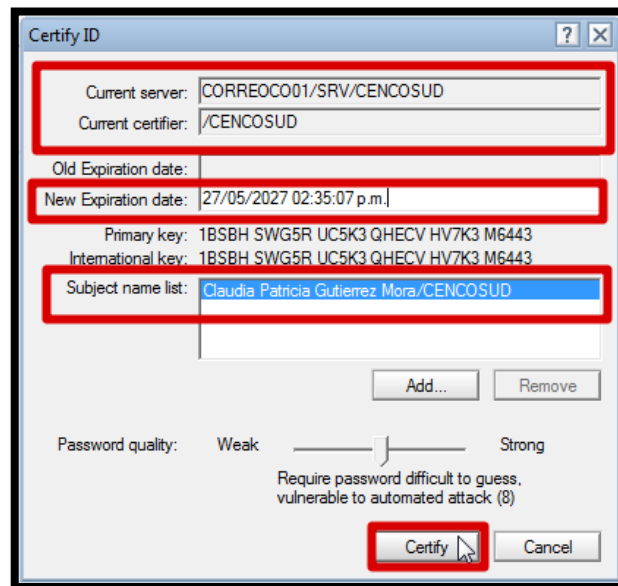 Certify ID
Current server: CORREOCO01/SRV/CENCOSUD
Current certifier: /CENCOSUD
Old Expiration date:
New Expiration date: 27/05/2027 02:35:07 p.m.
Primary key: 1BSBH SWG5R UC5K3 QHECV HV7K3 M6443
International key: 1BSBH SWG5R UC5K3 QHECV HV7K3 M6443
Subject name list: Claudia Patricia Gutierrez Mora/CENCOSUD
Add... Remove
Password quality: Weak Strong
Require password difficult to guess,
vulnerable to automated attack (8)
Certify Cancel